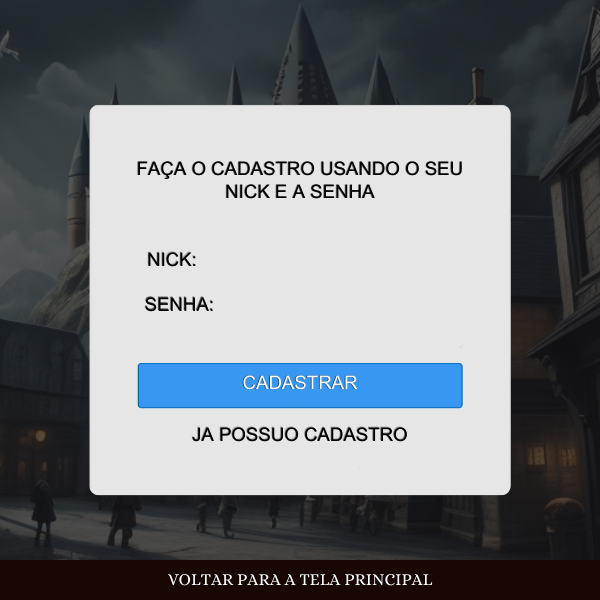 FAÇA O CADASTRO USANDO O SEU
NICK E A SENHA
NICK:
SENHA:
CADASTRAR
JA POSSUO CADASTRO
VOLTAR PARA A TELA PRINCIPAL